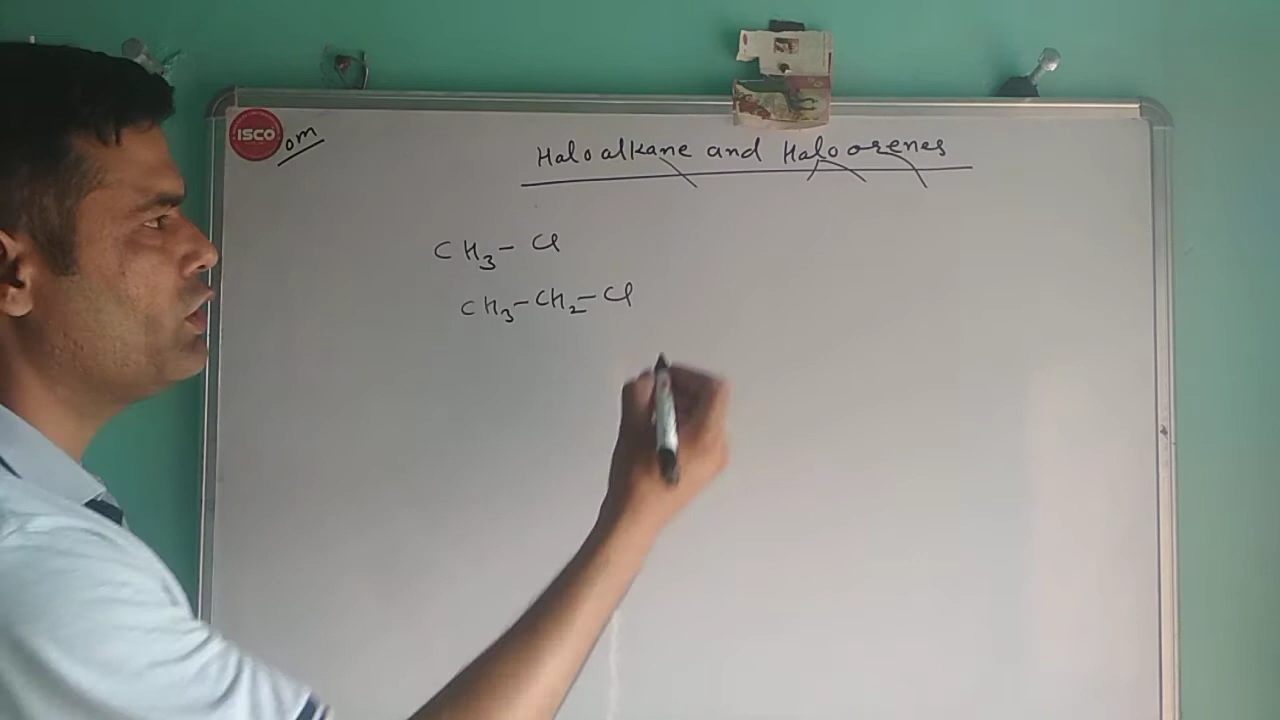 ISCO
om
Haloalkane and Haloarenes
CH3-Cl
CH3-CH2-Cl